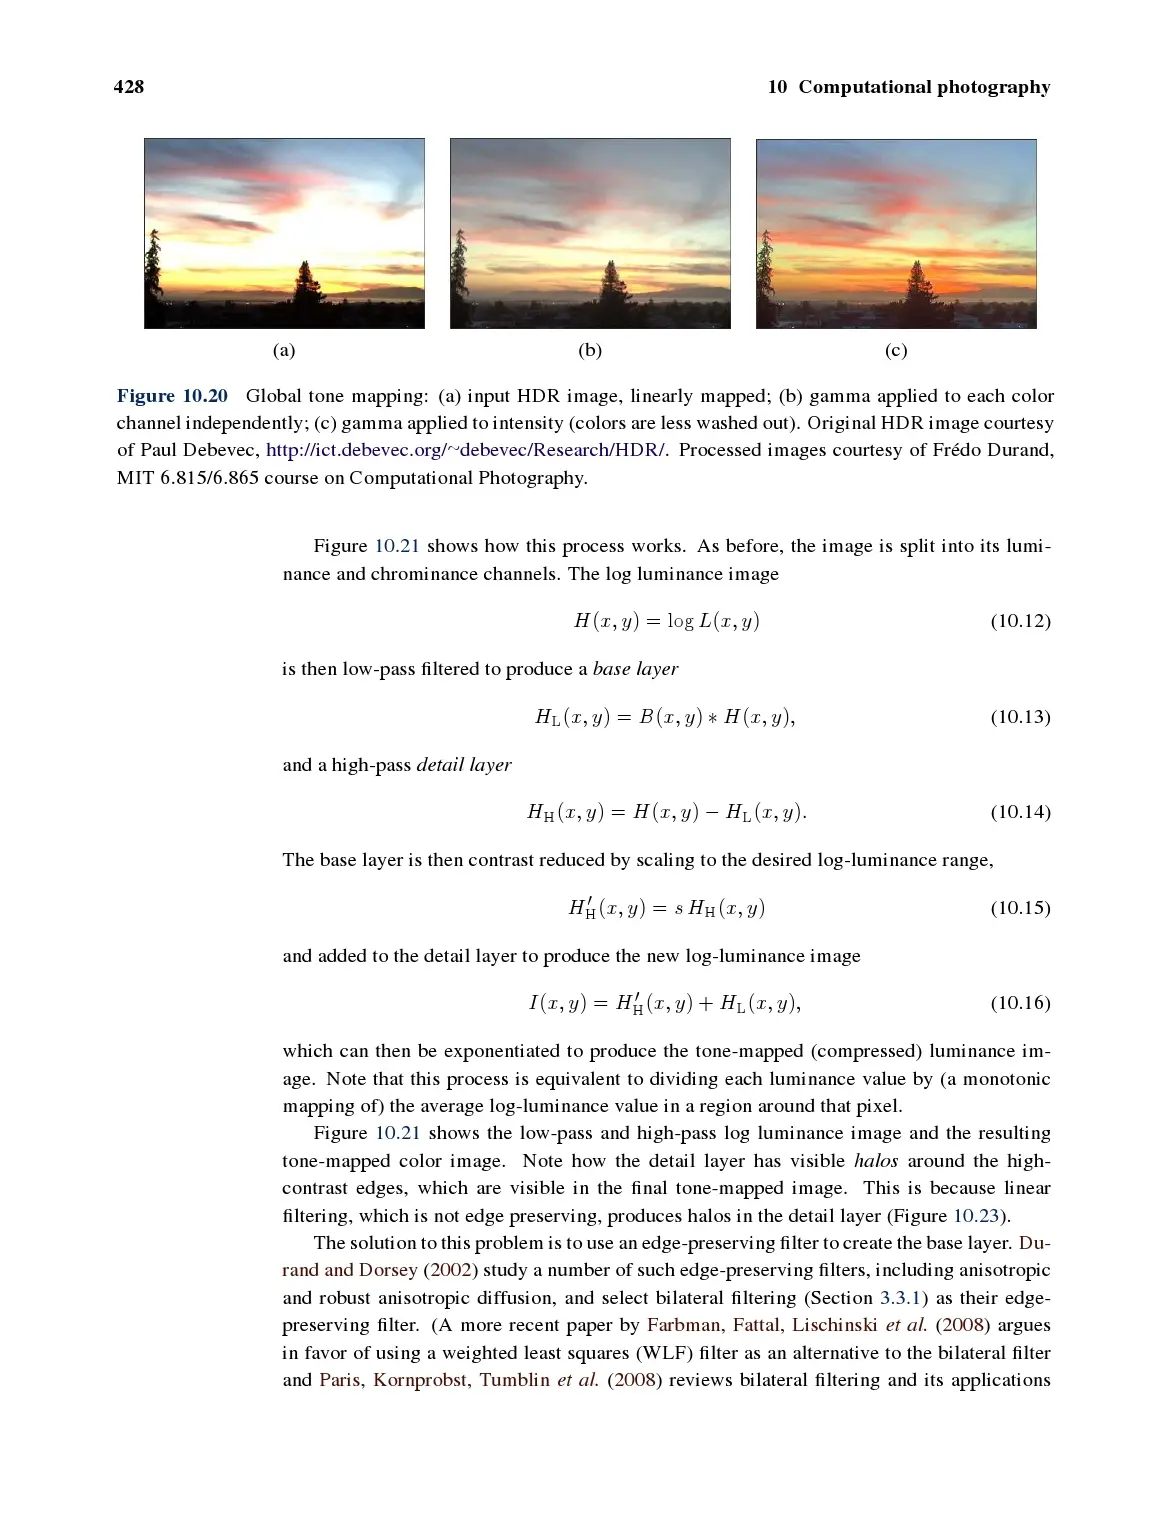 428
10 Computational photography
(a)
(b)
(c)
Figure 10.20 Global tone mapping: (a) input HDR image, linearly mapped; (b) gamma applied to each color
channel independently; (c) gamma applied to intensity (colors are less washed out). Original HDR image courtesy
of Paul Debevec, http://ict.debevec.org/~debevec/Research/HDR/. Processed images courtesy of Frédo Durand,
MIT 6.815/6.865 course on Computational Photography.
Figure 10.21 shows how this process works. As before, the image is split into its lumi-
nance and chrominance channels. The log luminance image
H(x, y) = log L(x, y) (10.12)
is then low-pass filtered to produce a base layer
H_L(x, y) = B(x, y) ∗ H(x, y), (10.13)
and a high-pass detail layer
H_H(x, y) = H(x, y) − H_L(x, y). (10.14)
The base layer is then contrast reduced by scaling to the desired log-luminance range,
H′_H(x, y) = s H_H(x, y) (10.15)
and added to the detail layer to produce the new log-luminance image
I(x, y) = H′_H(x, y) + H_L(x, y), (10.16)
which can then be exponentiated to produce the tone-mapped (compressed) luminance im-
age. Note that this process is equivalent to dividing each luminance value by (a monotonic
mapping of) the average log-luminance value in a region around that pixel.
Figure 10.21 shows the low-pass and high-pass log luminance image and the resulting
tone-mapped color image. Note how the detail layer has visible halos around the high-
contrast edges, which are visible in the final tone-mapped image. This is because linear
filtering, which is not edge preserving, produces halos in the detail layer (Figure 10.23).
The solution to this problem is to use an edge-preserving filter to create the base layer. Du-
rand and Dorsey (2002) study a number of such edge-preserving filters, including anisotropic
and robust anisotropic diffusion, and select bilateral filtering (Section 3.3.1) as their edge-
preserving filter. (A more recent paper by Farbman, Fattal, Lischinski et al. (2008) argues
in favor of using a weighted least squares (WLF) filter as an alternative to the bilateral filter
and Paris, Kornprobst, Tumblin et al. (2008) reviews bilateral filtering and its applications